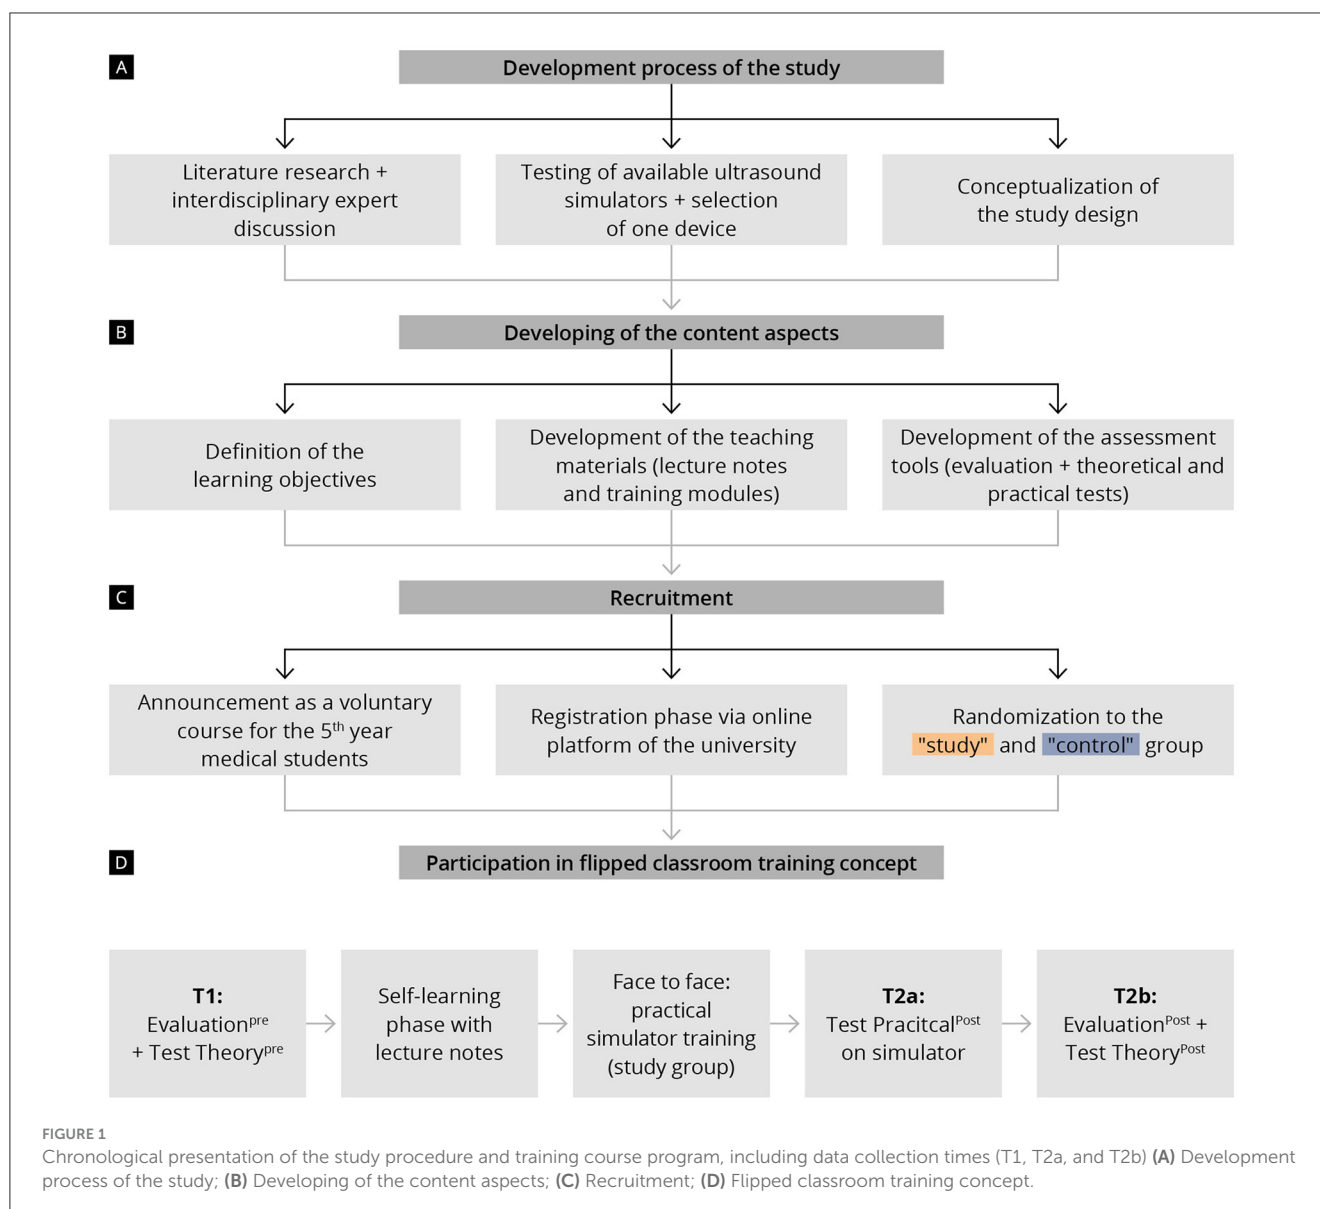 A
Development process of the study
Literature research +
interdisciplinary expert
discussion
Testing of available ultrasound
simulators + selection
of one device
Conceptualization of
the study design
B
Developing of the content aspects
Definition of the
learning objectives
Development of the teaching
materials (lecture notes
and training modules)
Development of the assessment
tools (evaluation + theoretical and
practical tests)
C
Recruitment
Announcement as a voluntary
course for the 5th year
medical students
Registration phase via online
platform of the university
Randomization to the
"study" and "control" group
D
Participation in flipped classroom training concept
T1:
Evaluationpre
+ Test Theorypre
Self-learning
phase with
lecture notes
Face to face:
practical
simulator training
(study group)
T2a:
Test PracitcalPost
on simulator
T2b:
EvaluationPost +
Test TheoryPost
FIGURE 1
Chronological presentation of the study procedure and training course program, including data collection times (T1, T2a, and T2b) (A) Development
process of the study; (B) Developing of the content aspects; (C) Recruitment; (D) Flipped classroom training concept.